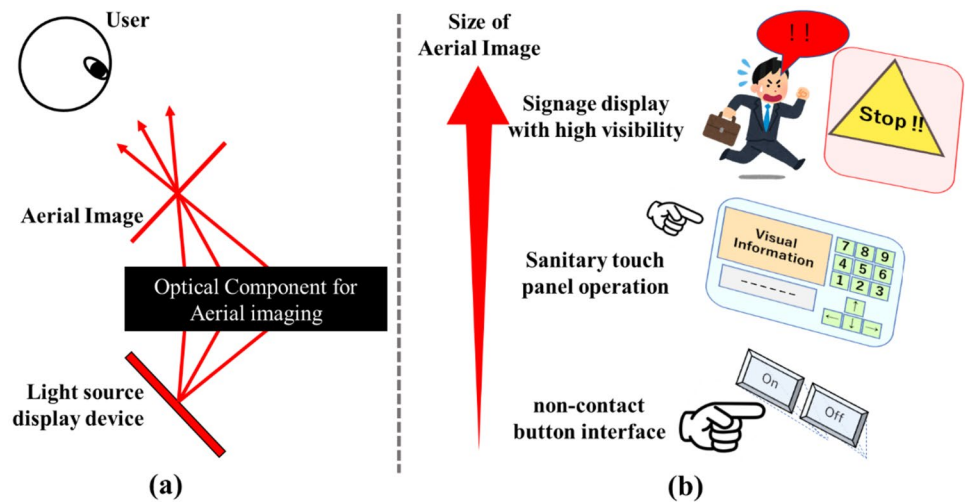 User
Aerial Image
Optical Component for
Aerial imaging
Light source
display device
(a)
Size of
Aerial Image
Signage display
with high visibility
! !
Stop !!
Sanitary touch
panel operation
Visual
Information
------
7 8 9
4 5 6
1 2 3
↑
← ↓ →
non-contact
button interface
On
Off
(b)